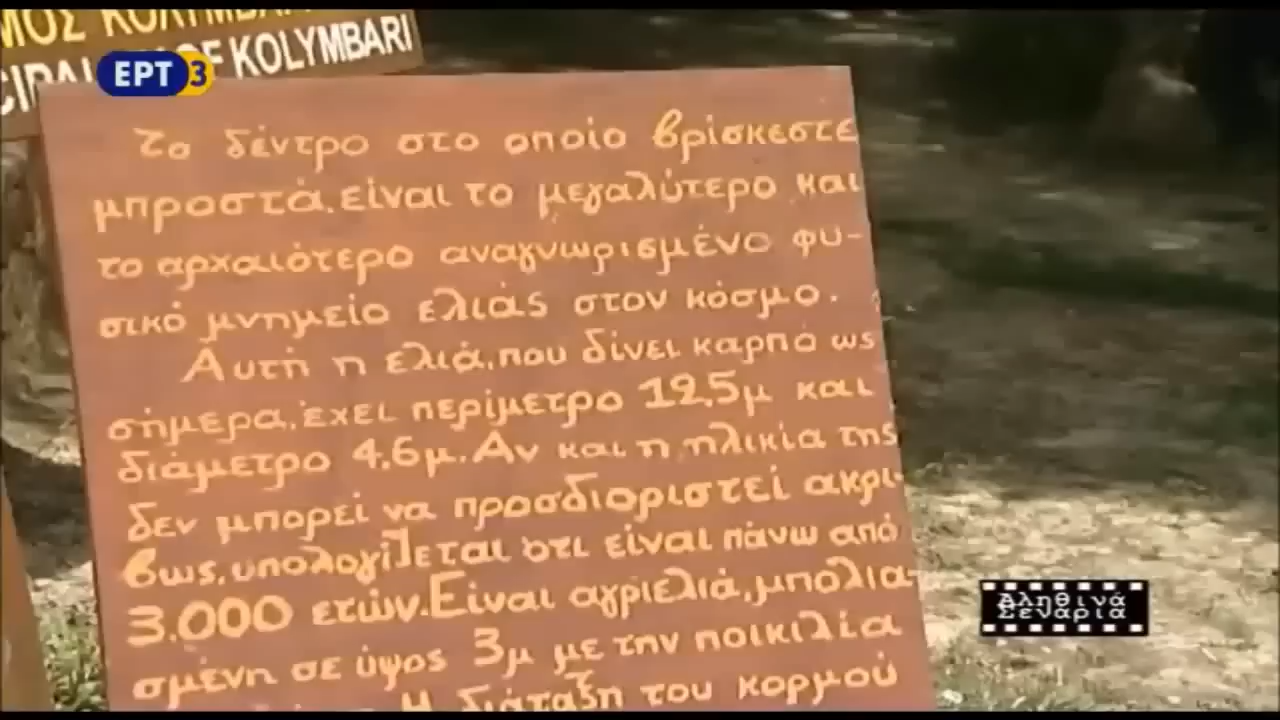 ΜΟΣ ΚΟΛΥΜΒΑΡ
OF KOLYMBARI
ΕΡΤ3
Το δέντρο στο οποίο βρίσκεστε
μπροστά, είναι το μεγαλύτερο και
το αρχαιότερο αναγνωρισμένο φυ-
σικό μνημείο ελιάς στον κόσμο.
Αυτή η ελιά, που δίνει καρπό ως
σήμερα, έχει περίμετρο 12,5μ και
διάμετρο 4,6μ. Αν και η ηλικία της
δεν μπορεί να προσδιοριστεί ακρι-
βως, υπολογίζεται ότι είναι πάνω από
3.000 ετών. Είναι αγριελιά, μπολια-
σμένη σε ύψος 3μ με την ποικιλία
Η διάταξη του κορμού
Αληθινά
Σενάρια